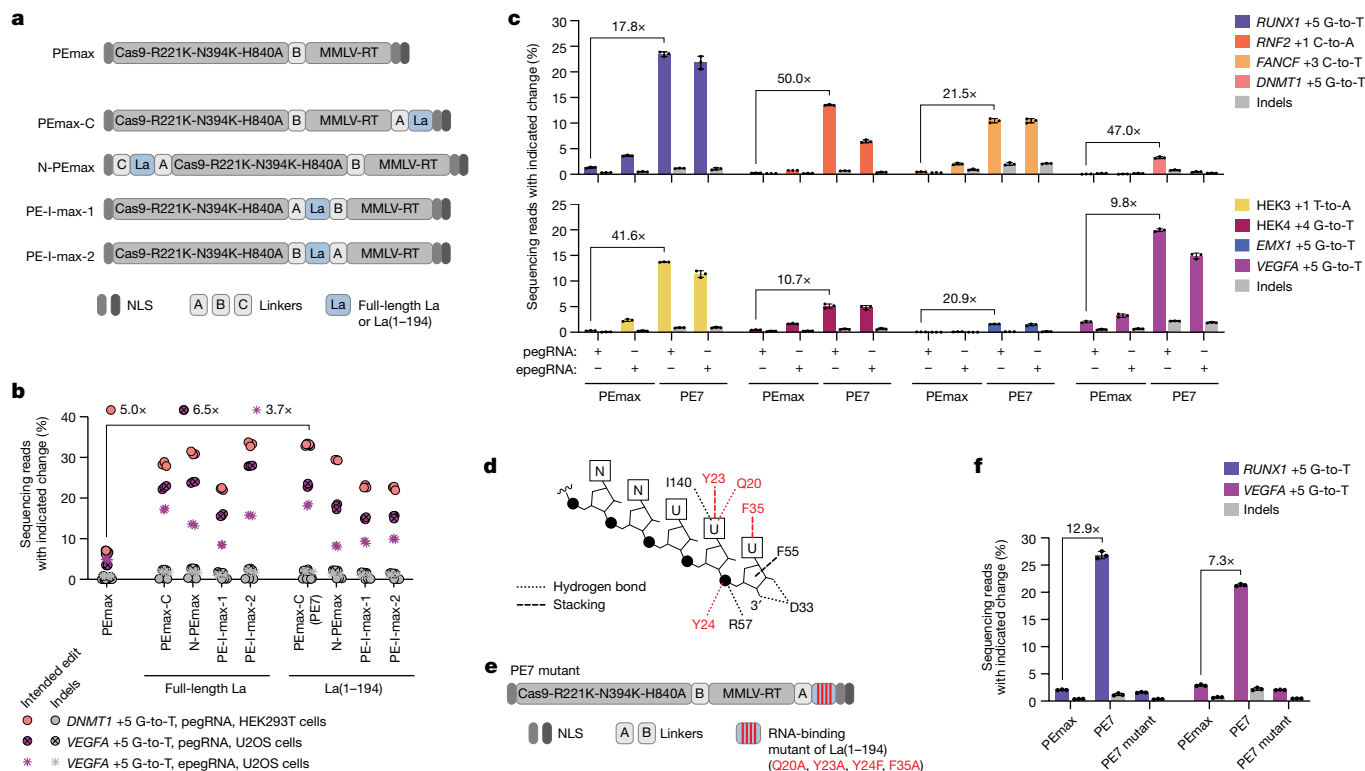 a
PEmax
Cas9-R221K-N394K-H840A B MMLV-RT
PEmax-C
Cas9-R221K-N394K-H840A B MMLV-RT A La
N-PEmax
C La A Cas9-R221K-N394K-H840A B MMLV-RT
PE-I-max-1
Cas9-R221K-N394K-H840A A La B MMLV-RT
PE-I-max-2
Cas9-R221K-N394K-H840A B La A MMLV-RT
NLS
A B C Linkers
La Full-length La
or La(1–194)
b
5.0× 6.5× 3.7×
Sequencing reads
with indicated change (%)
40
30
20
10
0
PEmax
PEmax-C
N-PEmax
PE-I-max-1
PE-I-max-2
PEmax-C
(PE7)
N-PEmax
PE-I-max-1
PE-I-max-2
Full-length La
La(1–194)
Intended edit
Indels
DNMT1 +5 G-to-T, pegRNA, HEK293T cells
VEGFA +5 G-to-T, pegRNA, U2OS cells
VEGFA +5 G-to-T, epegRNA, U2OS cells
c
Sequencing reads with indicated change (%)
30
25
20
15
10
5
0
17.8×
50.0×
21.5×
47.0×
RUNX1 +5 G-to-T
RNF2 +1 C-to-A
FANCF +3 C-to-T
DNMT1 +5 G-to-T
Indels
25
20
15
10
5
0
41.6×
10.7×
20.9×
9.8×
HEK3 +1 T-to-A
HEK4 +4 G-to-T
EMX1 +5 G-to-T
VEGFA +5 G-to-T
Indels
pegRNA: + − + − + − + − + − + − + − + −
epegRNA: − + − + − + − + − + − + − + − +
PEmax PE7 PEmax PE7 PEmax PE7 PEmax PE7
d
N
N
U
U
U
I140
Y23
Q20
F35
F55
D33
3′
R57
Y24
Hydrogen bond
Stacking
e
PE7 mutant
Cas9-R221K-N394K-H840A B MMLV-RT A
NLS
A B Linkers
RNA-binding
mutant of La(1–194)
(Q20A, Y23A, Y24F, F35A)
f
RUNX1 +5 G-to-T
VEGFA +5 G-to-T
Indels
Sequencing reads
with indicated change (%)
30
25
20
15
10
5
0
12.9×
7.3×
PEmax
PE7
PE7 mutant
PEmax
PE7
PE7 mutant